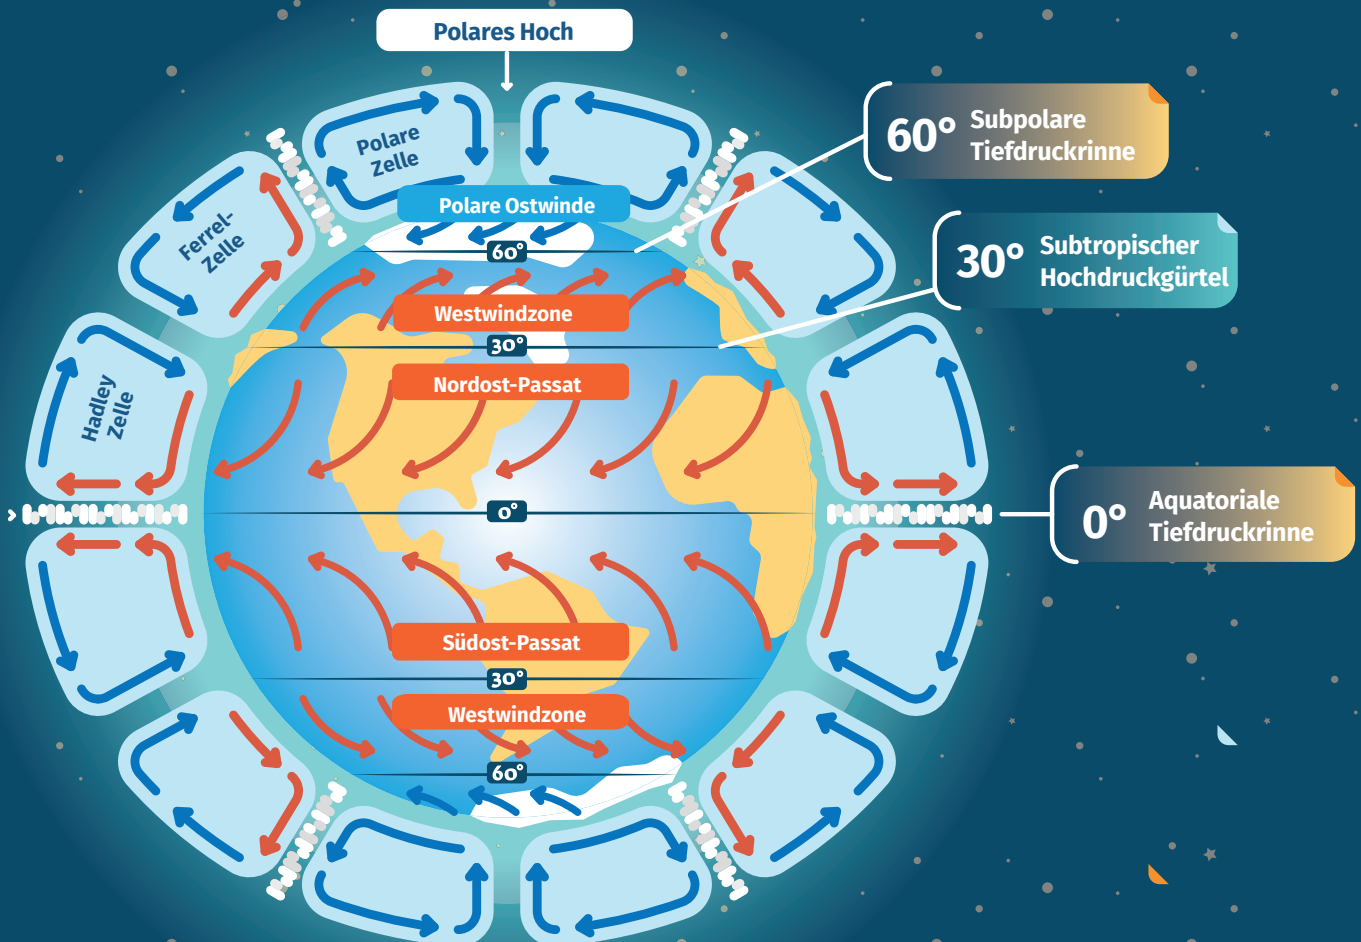 Polares Hoch
60° Subpolare
Tiefdruckrinne
Polare
Zelle
Polare Ostwinde
Ferrel-
Zelle
60°
30° Subtropischer
Hochdruckgürtel
Westwindzone
30°
Nordost-Passat
Hadley
Zelle
0°
0° Aquatoriale
Tiefdruckrinne
Südost-Passat
30°
Westwindzone
60°